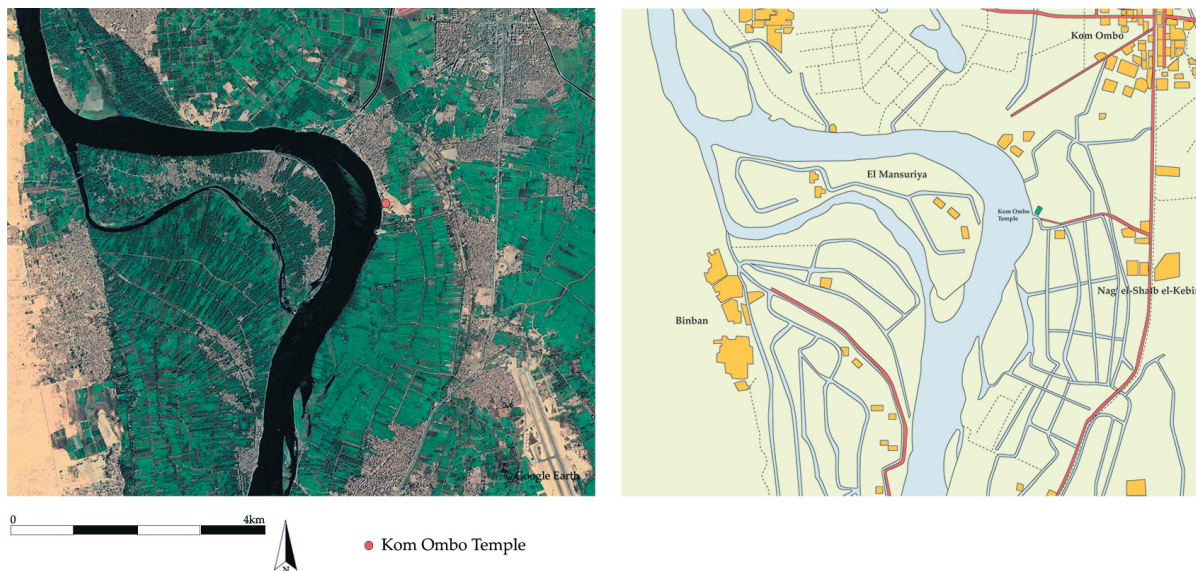 © Google Earth
Kom Ombo
El Mansuriya
Kom Ombo
Temple
Nag' el-Shaib el-Kebir
Binban
0 4km
N
Kom Ombo Temple